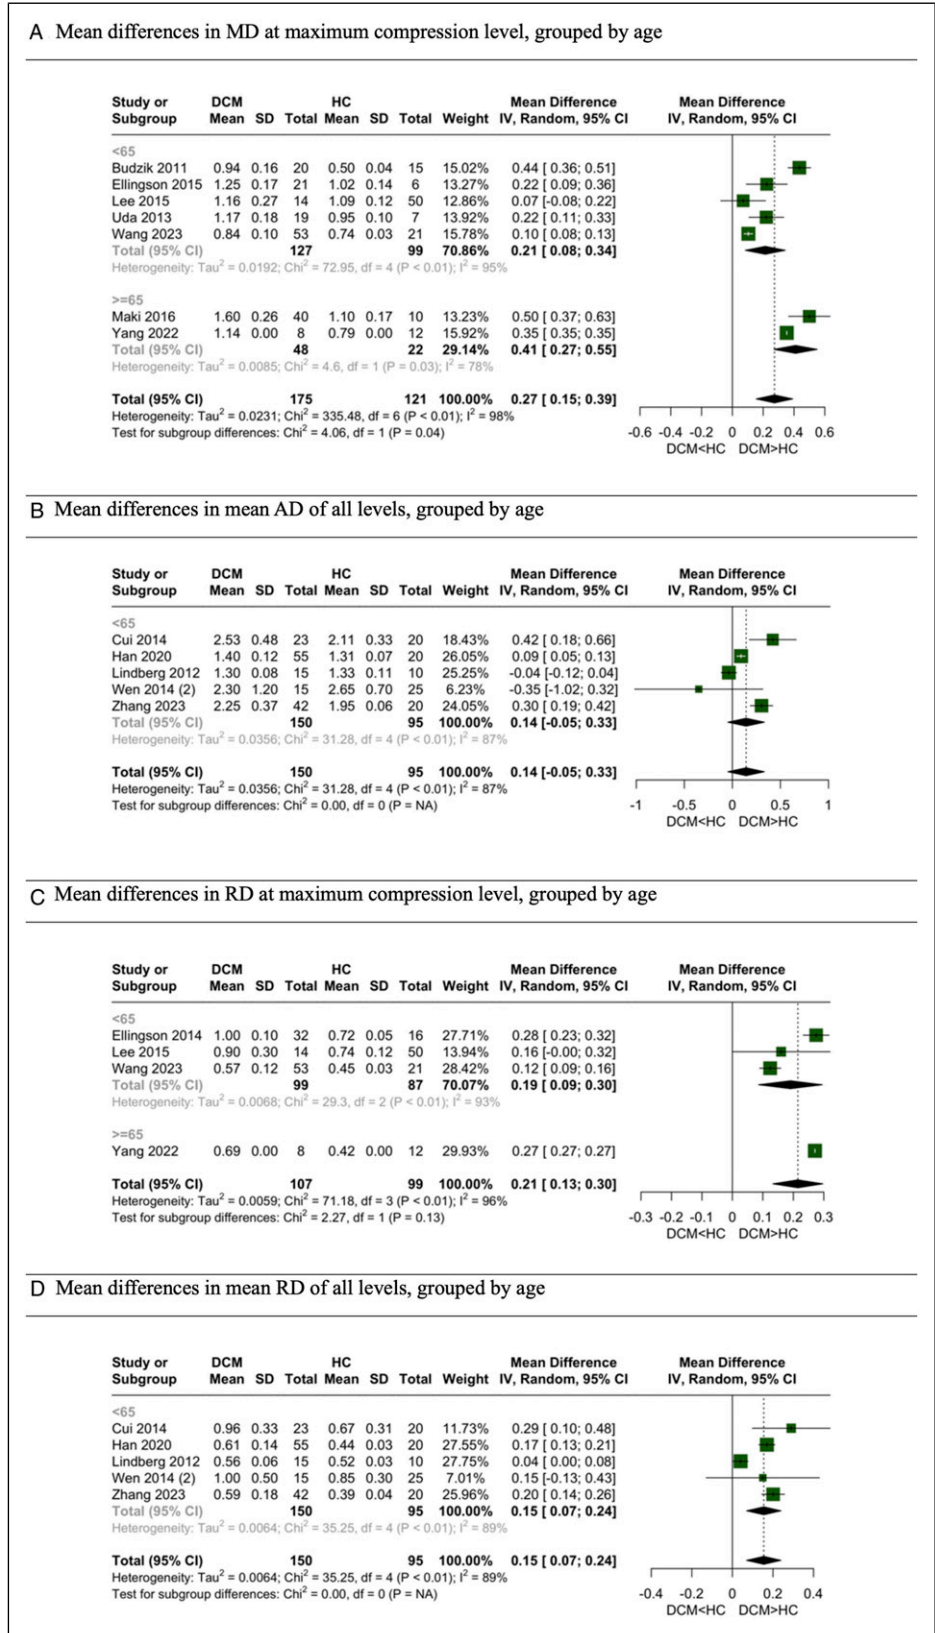 A Mean differences in MD at maximum compression level, grouped by age
Study or DCM HC Mean Difference Mean Difference
Subgroup Mean SD Total Mean SD Total Weight IV, Random, 95% CI IV, Random, 95% CI
<65
Budzik 2011 0.94 0.16 20 0.50 0.04 15 15.02% 0.44 [ 0.36; 0.51]
Ellingson 2015 1.25 0.17 21 1.02 0.14 6 13.27% 0.22 [ 0.09; 0.36]
Lee 2015 1.16 0.27 14 1.09 0.12 50 12.86% 0.07 [-0.08; 0.22]
Uda 2013 1.17 0.18 19 0.95 0.10 7 13.92% 0.22 [ 0.11; 0.33]
Wang 2023 0.84 0.10 53 0.74 0.03 21 15.78% 0.10 [ 0.08; 0.13]
Total (95% CI) 127 99 70.86% 0.21 [ 0.08; 0.34]
Heterogeneity: Tau² = 0.0192; Chi² = 72.95, df = 4 (P < 0.01); I² = 95%
>=65
Maki 2016 1.60 0.26 40 1.10 0.17 10 13.23% 0.50 [ 0.37; 0.63]
Yang 2022 1.14 0.00 8 0.79 0.00 12 15.92% 0.35 [ 0.35; 0.35]
Total (95% CI) 48 22 29.14% 0.41 [ 0.27; 0.55]
Heterogeneity: Tau² = 0.0085; Chi² = 4.6, df = 1 (P = 0.03); I² = 78%
Total (95% CI) 175 121 100.00% 0.27 [ 0.15; 0.39]
Heterogeneity: Tau² = 0.0231; Chi² = 335.48, df = 6 (P < 0.01); I² = 98%
Test for subgroup differences: Chi² = 4.06, df = 1 (P = 0.04)
-0.6 -0.4 -0.2 0 0.2 0.4 0.6
DCM<HC DCM>HC
B Mean differences in mean AD of all levels, grouped by age
Study or DCM HC Mean Difference Mean Difference
Subgroup Mean SD Total Mean SD Total Weight IV, Random, 95% CI IV, Random, 95% CI
<65
Cui 2014 2.53 0.48 23 2.11 0.33 20 18.43% 0.42 [ 0.18; 0.66]
Han 2020 1.40 0.12 55 1.31 0.07 20 26.05% 0.09 [ 0.05; 0.13]
Lindberg 2012 1.30 0.08 15 1.33 0.11 10 25.25% -0.04 [-0.12; 0.04]
Wen 2014 (2) 2.30 1.20 15 2.65 0.70 25 6.23% -0.35 [-1.02; 0.32]
Zhang 2023 2.25 0.37 42 1.95 0.06 20 24.05% 0.30 [ 0.19; 0.42]
Total (95% CI) 150 95 100.00% 0.14 [-0.05; 0.33]
Heterogeneity: Tau² = 0.0356; Chi² = 31.28, df = 4 (P < 0.01); I² = 87%
Total (95% CI) 150 95 100.00% 0.14 [-0.05; 0.33]
Heterogeneity: Tau² = 0.0356; Chi² = 31.28, df = 4 (P < 0.01); I² = 87%
Test for subgroup differences: Chi² = 0.00, df = 0 (P = NA)
-1 -0.5 0 0.5 1
DCM<HC DCM>HC
C Mean differences in RD at maximum compression level, grouped by age
Study or DCM HC Mean Difference Mean Difference
Subgroup Mean SD Total Mean SD Total Weight IV, Random, 95% CI IV, Random, 95% CI
<65
Ellingson 2014 1.00 0.10 32 0.72 0.05 16 27.71% 0.28 [ 0.23; 0.32]
Lee 2015 0.90 0.30 14 0.74 0.12 50 13.94% 0.16 [-0.00; 0.32]
Wang 2023 0.57 0.12 53 0.45 0.03 21 28.42% 0.12 [ 0.09; 0.16]
Total (95% CI) 99 87 70.07% 0.19 [ 0.09; 0.30]
Heterogeneity: Tau² = 0.0068; Chi² = 29.3, df = 2 (P < 0.01); I² = 93%
>=65
Yang 2022 0.69 0.00 8 0.42 0.00 12 29.93% 0.27 [ 0.27; 0.27]
Total (95% CI) 107 99 100.00% 0.21 [ 0.13; 0.30]
Heterogeneity: Tau² = 0.0059; Chi² = 71.18, df = 3 (P < 0.01); I² = 96%
Test for subgroup differences: Chi² = 2.27, df = 1 (P = 0.13)
-0.3 -0.2 -0.1 0 0.1 0.2 0.3
DCM<HC DCM>HC
D Mean differences in mean RD of all levels, grouped by age
Study or DCM HC Mean Difference Mean Difference
Subgroup Mean SD Total Mean SD Total Weight IV, Random, 95% CI IV, Random, 95% CI
<65
Cui 2014 0.96 0.33 23 0.67 0.31 20 11.73% 0.29 [ 0.10; 0.48]
Han 2020 0.61 0.14 55 0.44 0.03 20 27.55% 0.17 [ 0.13; 0.21]
Lindberg 2012 0.56 0.06 15 0.52 0.03 10 27.75% 0.04 [ 0.00; 0.08]
Wen 2014 (2) 1.00 0.50 15 0.85 0.30 25 7.01% 0.15 [-0.13; 0.43]
Zhang 2023 0.59 0.18 42 0.39 0.04 20 25.96% 0.20 [ 0.14; 0.26]
Total (95% CI) 150 95 100.00% 0.15 [ 0.07; 0.24]
Heterogeneity: Tau² = 0.0064; Chi² = 35.25, df = 4 (P < 0.01); I² = 89%
Total (95% CI) 150 95 100.00% 0.15 [ 0.07; 0.24]
Heterogeneity: Tau² = 0.0064; Chi² = 35.25, df = 4 (P < 0.01); I² = 89%
Test for subgroup differences: Chi² = 0.00, df = 0 (P = NA)
-0.4 -0.2 0 0.2 0.4
DCM<HC DCM>HC